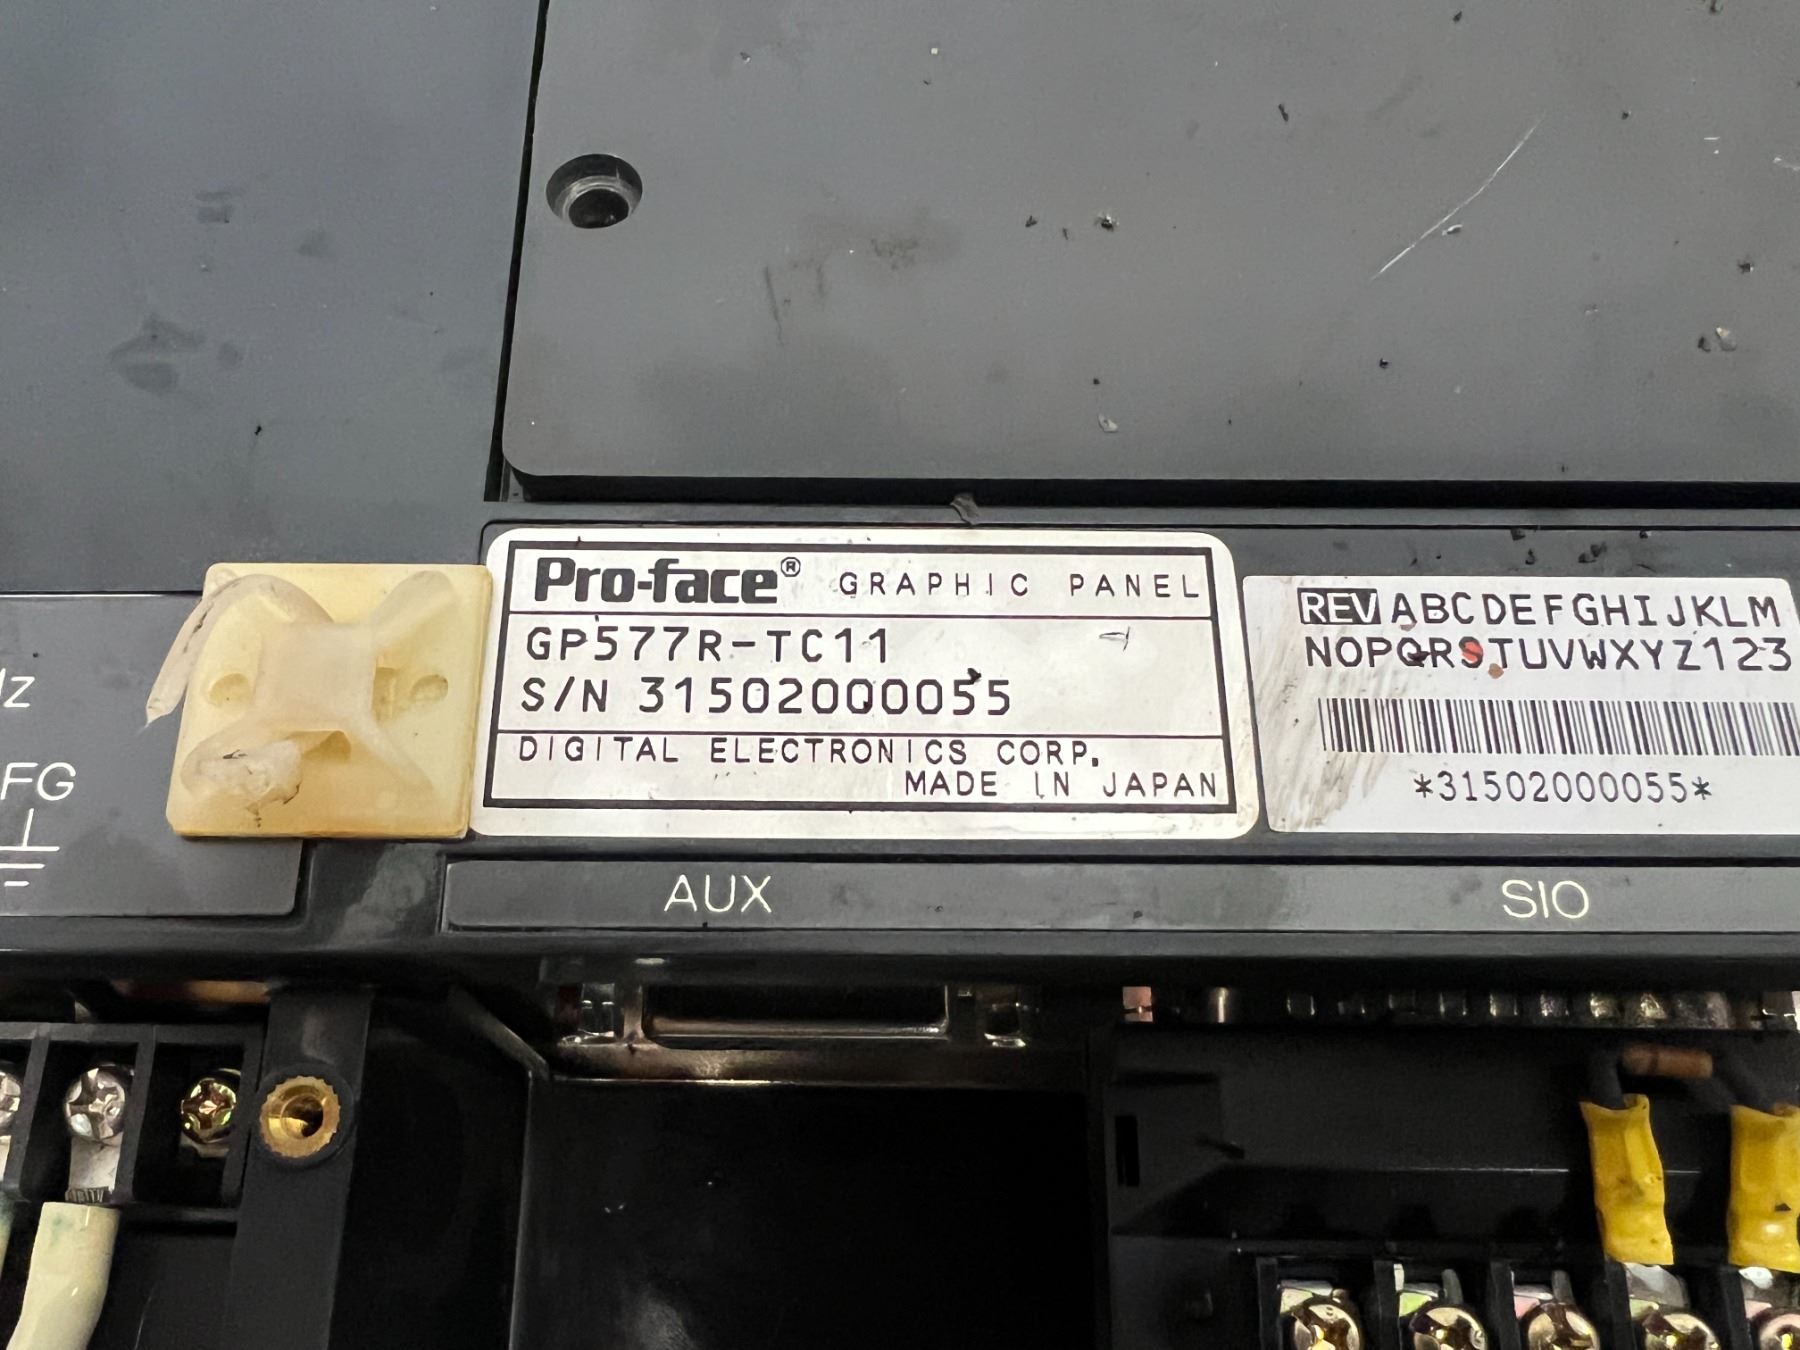 Pro-face® GRAPHIC PANEL
GP577R-TC11
S/N 31502000055
DIGITAL ELECTRONICS CORP.
MADE IN JAPAN
REV ABCDEFGHIJKLM
NOPQRSTUVWXYZ123
*31502000055*
FG
AUX
SIO